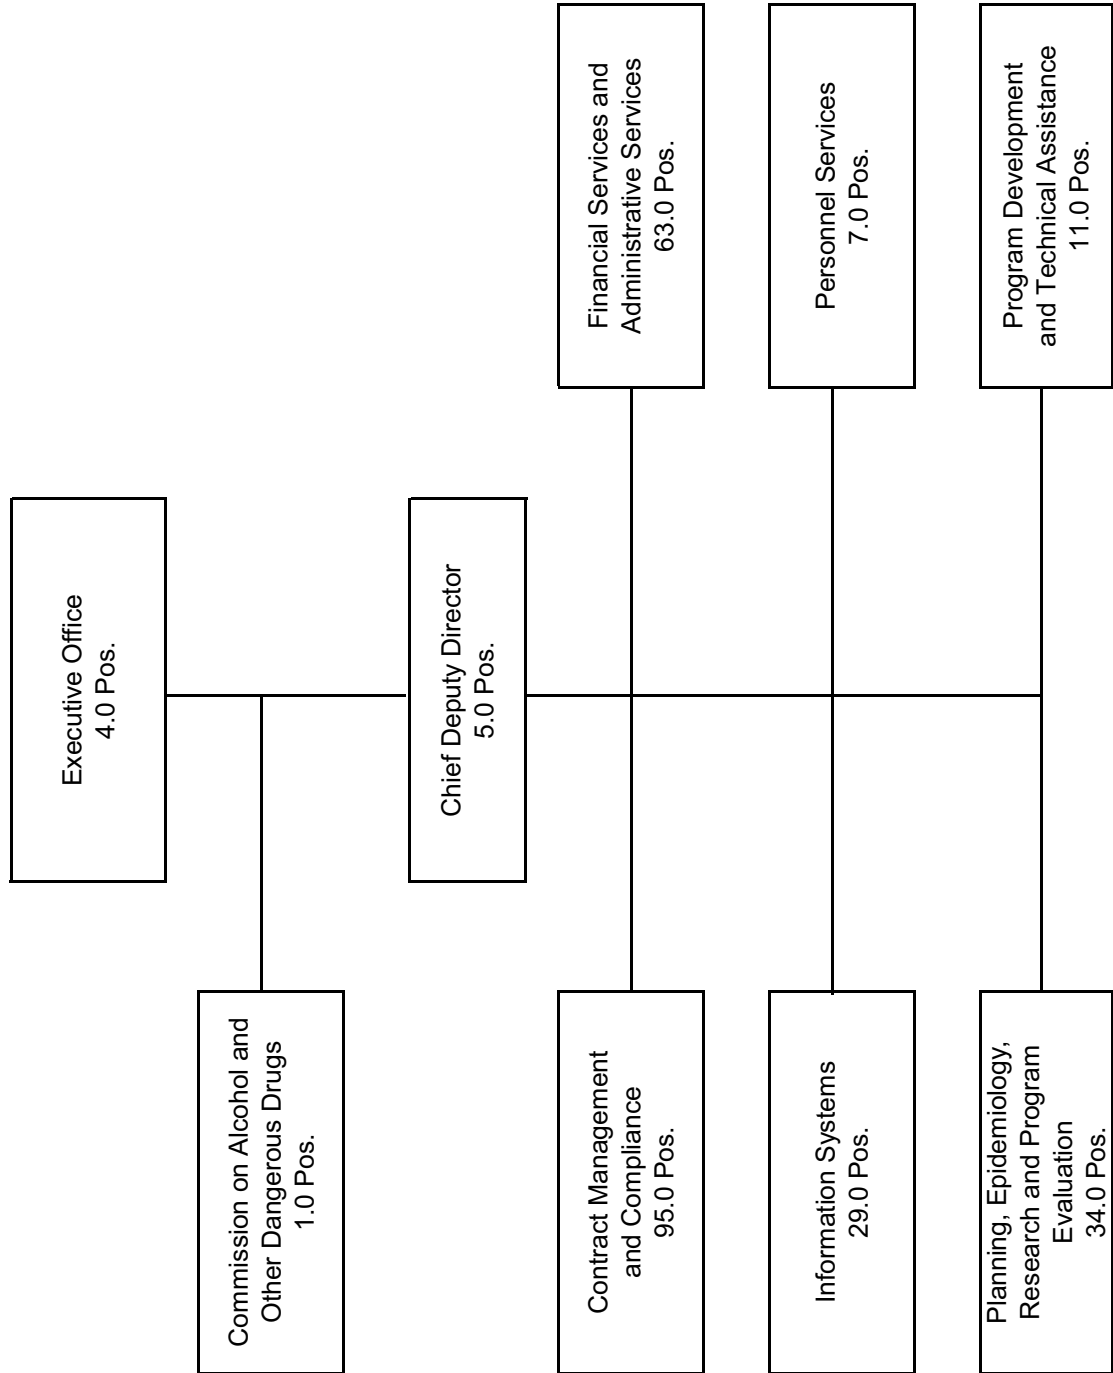 Executive Office
4.0 Pos.
Commission on Alcohol and
Other Dangerous Drugs
1.0 Pos.
Chief Deputy Director
5.0 Pos.
Contract Management
and Compliance
95.0 Pos.
Financial Services and
Administrative Services
63.0 Pos.
Information Systems
29.0 Pos.
Personnel Services
7.0 Pos.
Planning, Epidemiology,
Research and Program
Evaluation
34.0 Pos.
Program Development
and Technical Assistance
11.0 Pos.